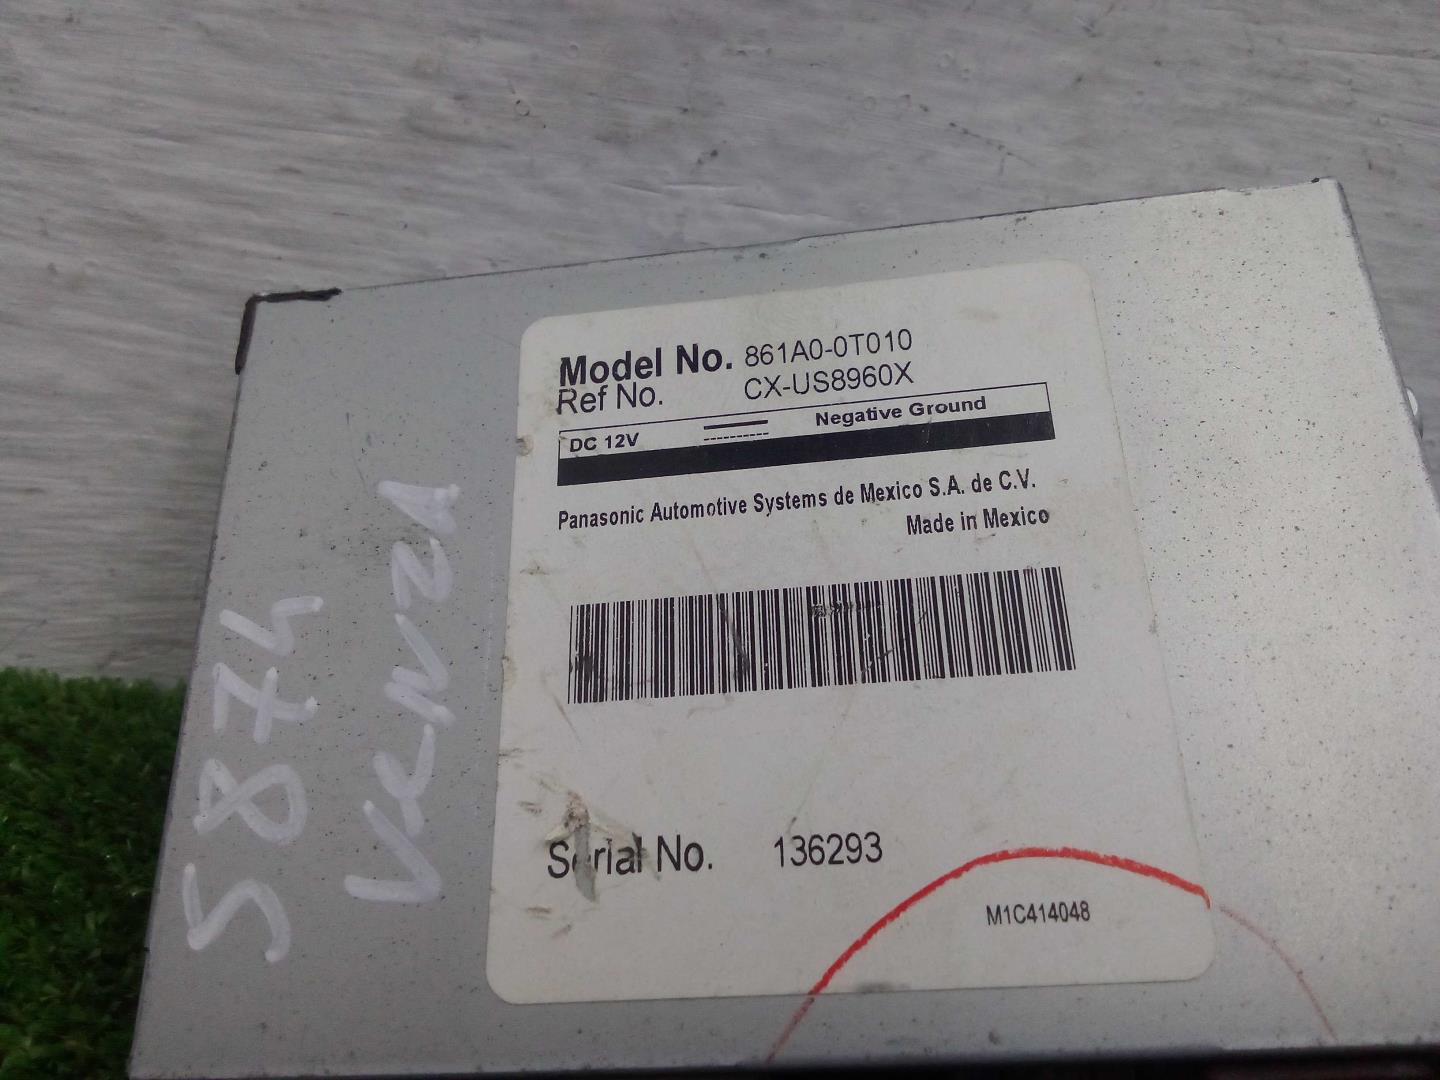 Model No. 861A0-0T010
Ref No. CX-US8960X
DC 12V Negative Ground
Panasonic Automotive Systems de Mexico S.A. de C.V.
Made in Mexico
Serial No. 136293
M1C414048
5874
Venza